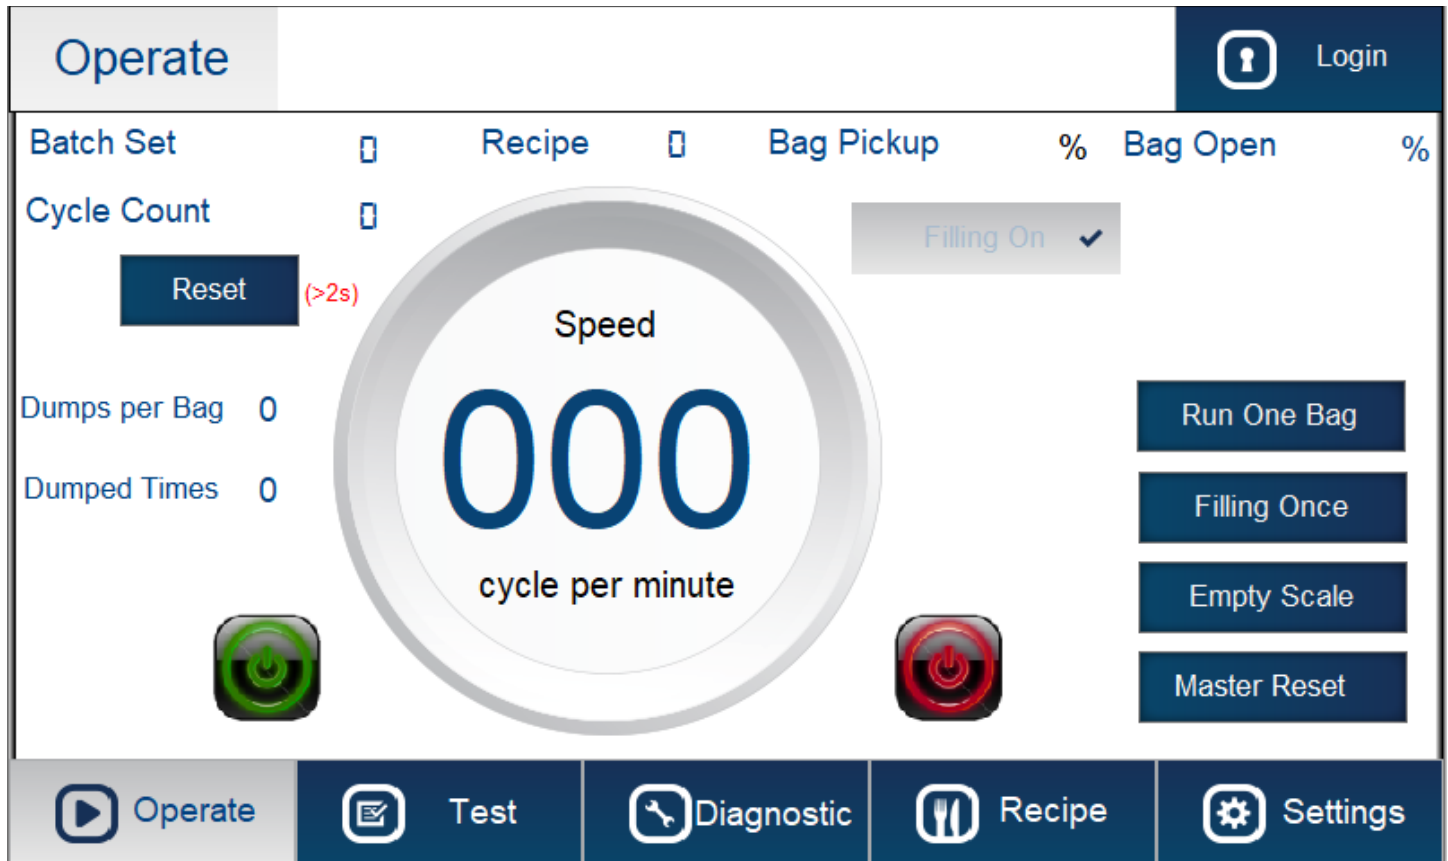 Operate
Login
Batch Set 0 Recipe 0 Bag Pickup % Bag Open %
Cycle Count 0
Filling On
Reset (>2s)
Speed
000
cycle per minute
Dumps per Bag 0
Dumped Times 0
Run One Bag
Filling Once
Empty Scale
Master Reset
Operate Test Diagnostic Recipe Settings